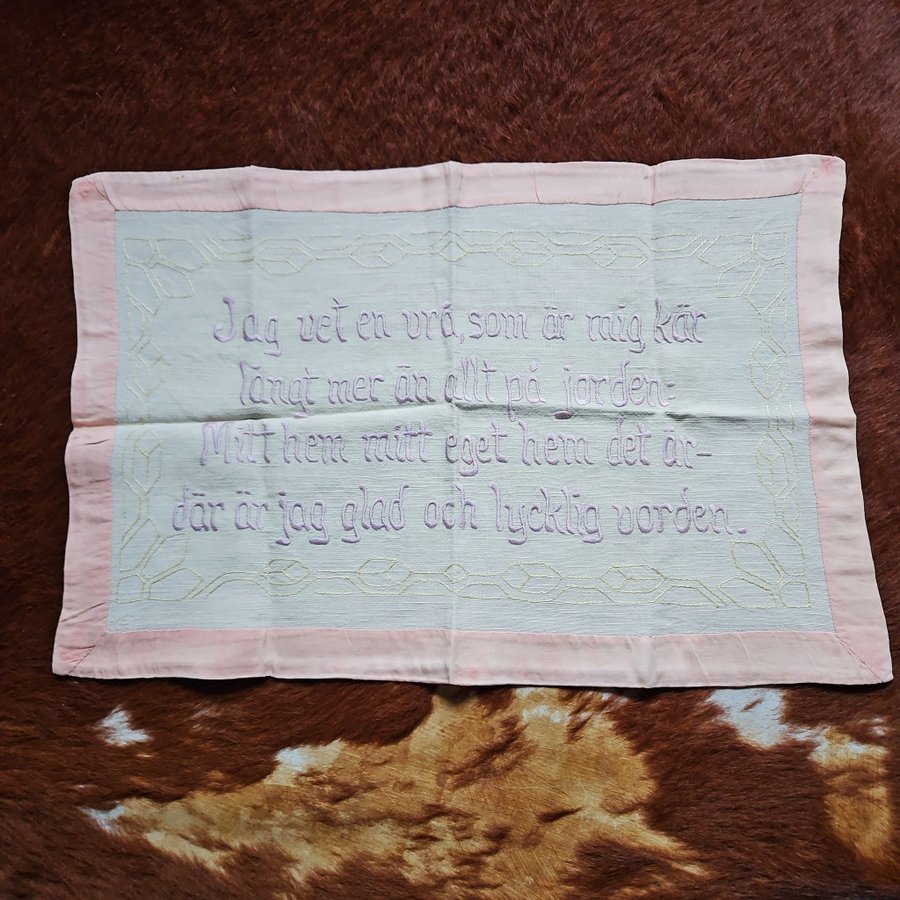 Jag vet en vrå, som är mig kär
långt mer än allt på jorden:
Mitt hem mitt eget hem det är-
där är jag glad och lycklig vorden.